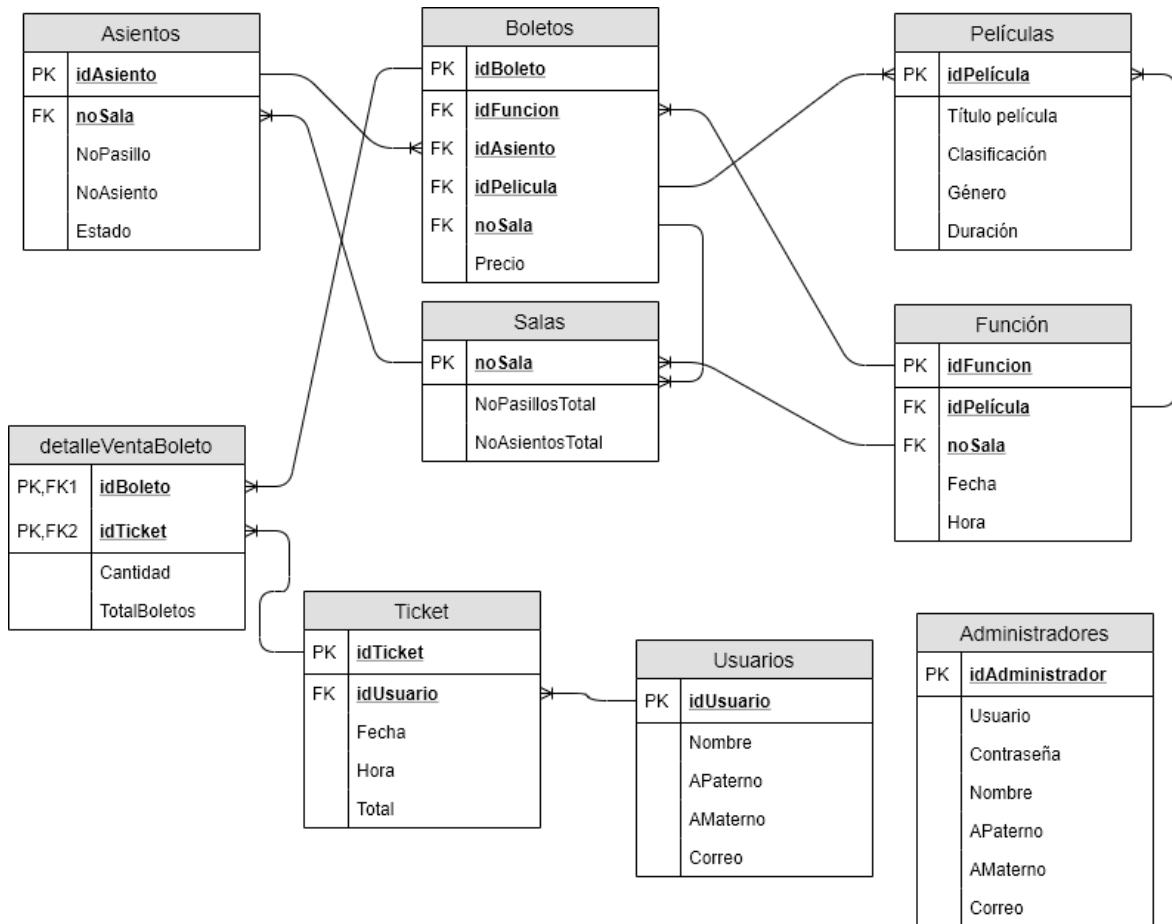 Asientos
PK idAsiento
FK noSala
NoPasillo
NoAsiento
Estado
Boletos
PK idBoleto
FK idFuncion
FK idAsiento
FK idPelicula
FK noSala
Precio
Películas
PK idPelícula
Título película
Clasificación
Género
Duración
Salas
PK noSala
NoPasillosTotal
NoAsientosTotal
Función
PK idFuncion
FK idPelícula
FK noSala
Fecha
Hora
detalleVentaBoleto
PK,FK1 idBoleto
PK,FK2 idTicket
Cantidad
TotalBoletos
Ticket
PK idTicket
FK idUsuario
Fecha
Hora
Total
Usuarios
PK idUsuario
Nombre
APaterno
AMaterno
Correo
Administradores
PK idAdministrador
Usuario
Contraseña
Nombre
APaterno
AMaterno
Correo